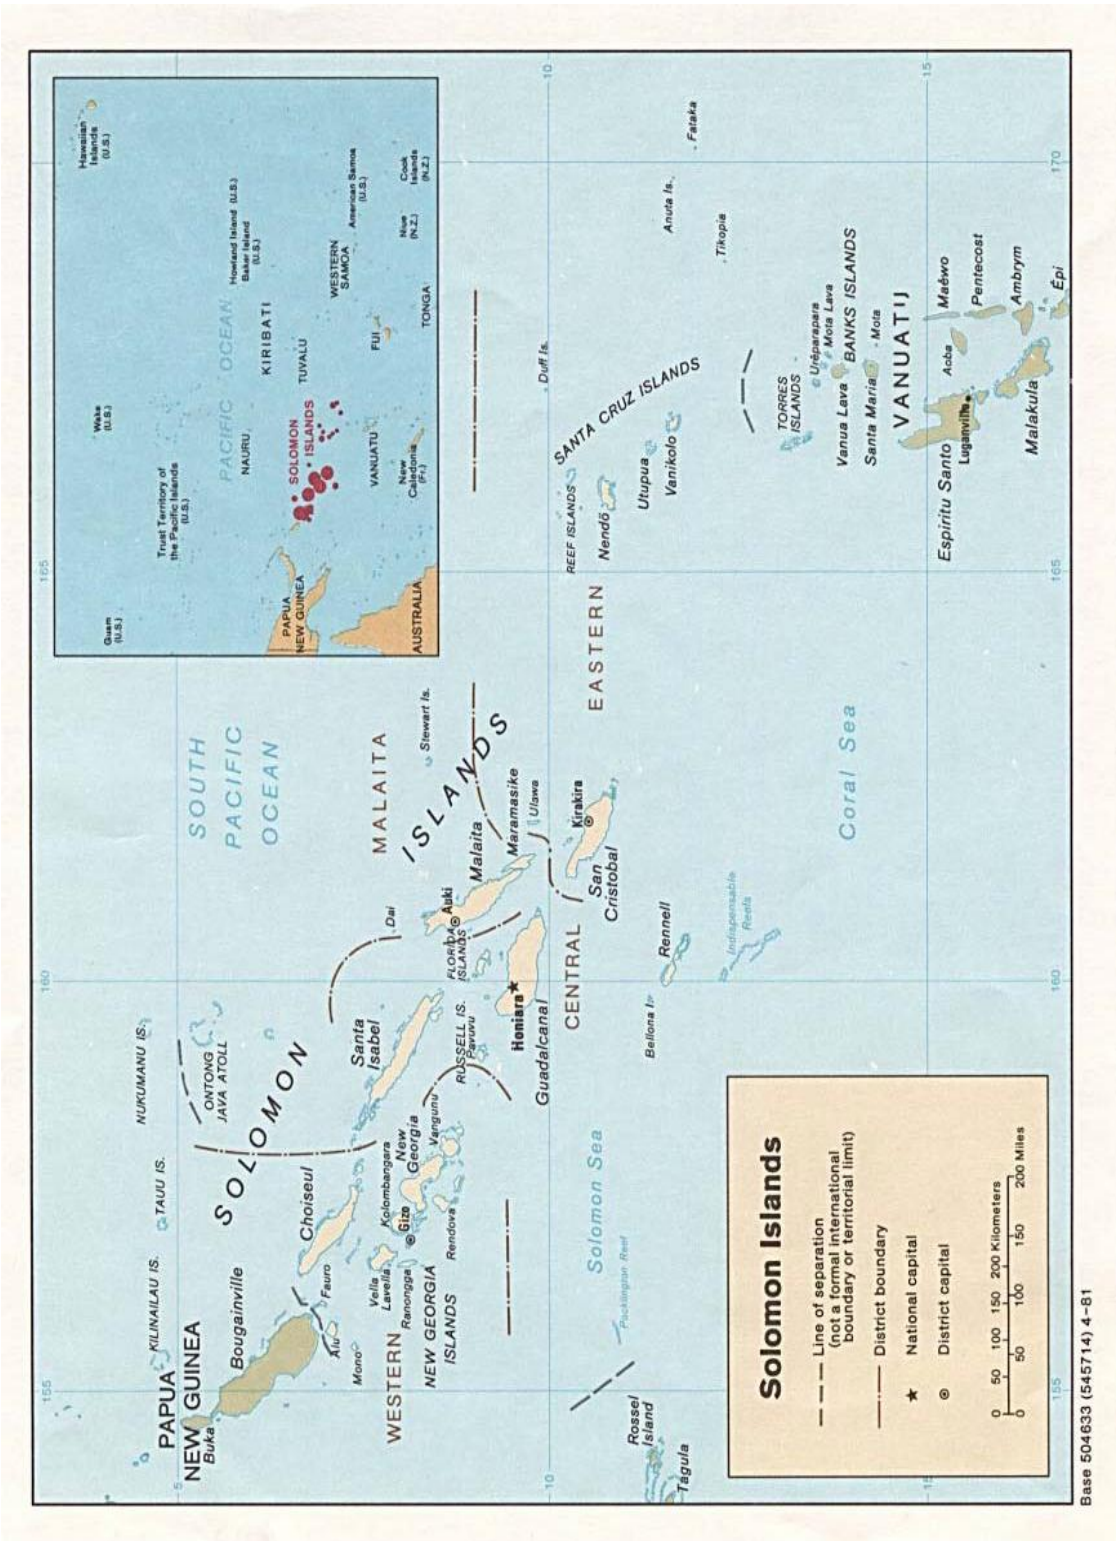 Hawaiian
Islands
(U.S.)
Wake
(U.S.)
Guam
(U.S.)
Trust Territory of
the Pacific Islands
(U.S.)
PACIFIC OCEAN
Howland Island (U.S.)
Baker Island
(U.S.)
NAURU
KIRIBATI
SOLOMON
ISLANDS
TUVALU
PAPUA
NEW GUINEA
WESTERN
SAMOA
American Samoa
(U.S.)
VANUATU
FIJI
New
Caledonia
(Fr.)
Niue
(N.Z.)
Cook
Islands
(N.Z.)
TONGA
AUSTRALIA
155
160
165
5
10
15
5
10
15
155
160
165
170
PAPUA
NEW GUINEA
Buka
KILINAILAU IS.
TAUU IS.
NUKUMANU IS.
ONTONG
JAVA ATOLL
SOUTH
PACIFIC
OCEAN
SOLOMON
ISLANDS
Bougainville
Choiseul
Fauro
Alu
Mono
Vella
Lavella
Ranongga
Gizo
Kolombangara
New
Georgia
Vangunu
Rendova
NEW GEORGIA
ISLANDS
WESTERN
Santa
Isabel
RUSSELL IS.
Pavuvu
FLORIDA
ISLANDS
Dai
MALAITA
Auki
Malaita
Maramasike
Ulawa
Stewart Is.
Honiara
Guadalcanal
CENTRAL
Kirakira
San
Cristobal
EASTERN
Bellona I
Rennell
Indispensable
Reefs
Solomon Sea
Coral Sea
Pocklington Reef
Rossel
Island
Tagula
Duff Is.
SANTA CRUZ ISLANDS
REEF ISLANDS
Nendö
Utupua
Vanikolo
Anuta Is.
Fataka
Tikopia
TORRES
ISLANDS
Uréparapara
Mota Lava
Vanua Lava
BANKS ISLANDS
Santa Maria
Mota
VANUATU
Espiritu Santo
Luganville
Aoba
Maéwo
Pentecost
Malakula
Ambrym
Épi
Solomon Islands
Line of separation
(not a formal international
boundary or territorial limit)
District boundary
National capital
District capital
0 50 100 150 200 Kilometers
0 50 100 150 200 Miles
Base 504633 (545714) 4-81